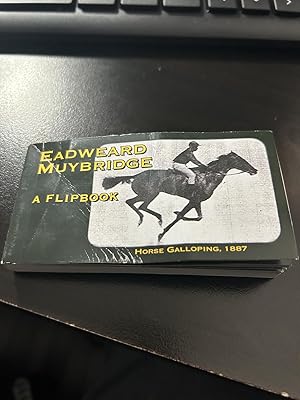 EADWEARD
MUYBRIDGE
A FLIPBOOK
HORSE GALLOPING, 1887